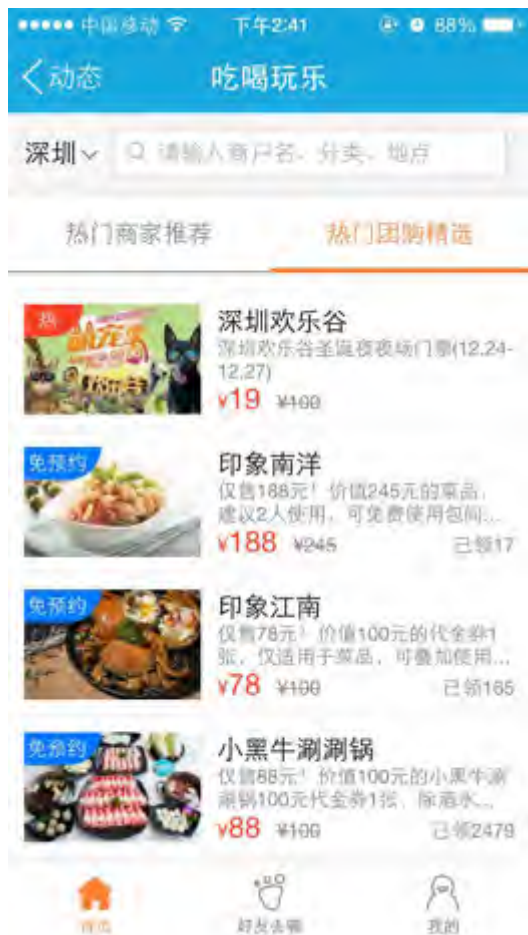 中国移动 下午2:41 88%
动态 吃喝玩乐
深圳 请输入商户名、分类、地点
热门商家推荐 热门团购精选
热
深圳欢乐谷
深圳欢乐谷圣诞夜夜场门票(12.24-
12.27)
¥19 ¥100
免预约
印象南洋
仅售188元！价值245元的菜品，
建议2人使用，可免费使用包间...
¥188 ¥245 已领17
免预约
印象江南
仅售78元！价值100元的代金券1
张，仅适用于菜品，可叠加使用...
¥78 ¥100 已领165
免预约
小黑牛涮涮锅
仅售88元！价值100元的小黑牛涮
涮锅100元代金券1张，除酒水...
¥88 ¥100 已领2479
首页 好友去哪 我的